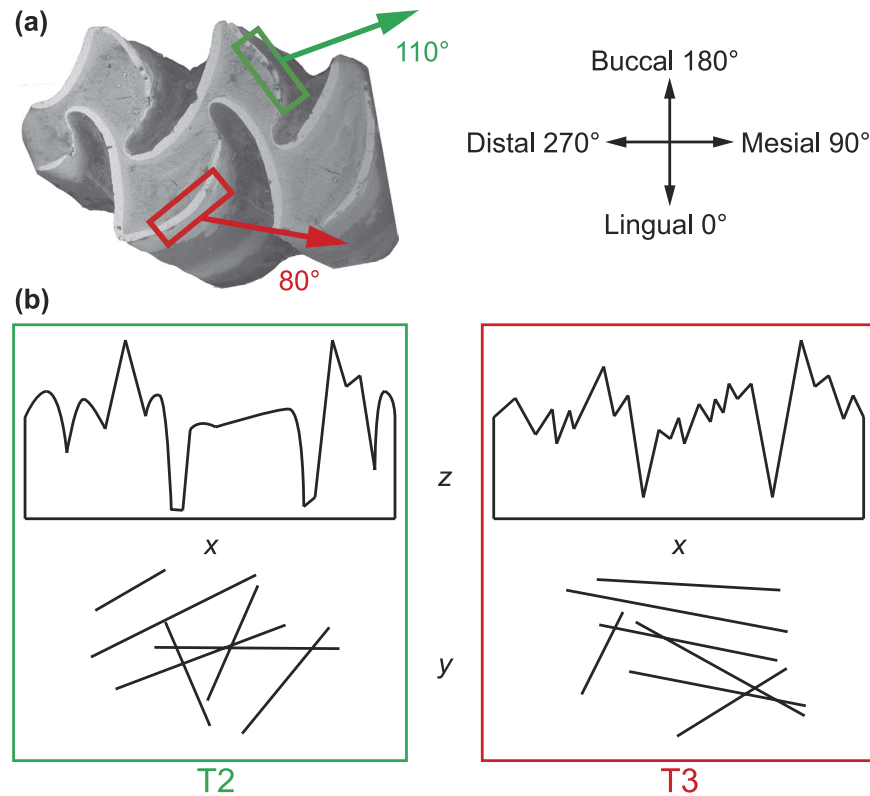 (a)
110°
80°
Buccal 180°
Distal 270°
Mesial 90°
Lingual 0°
(b)
z
x
x
y
T2
T3